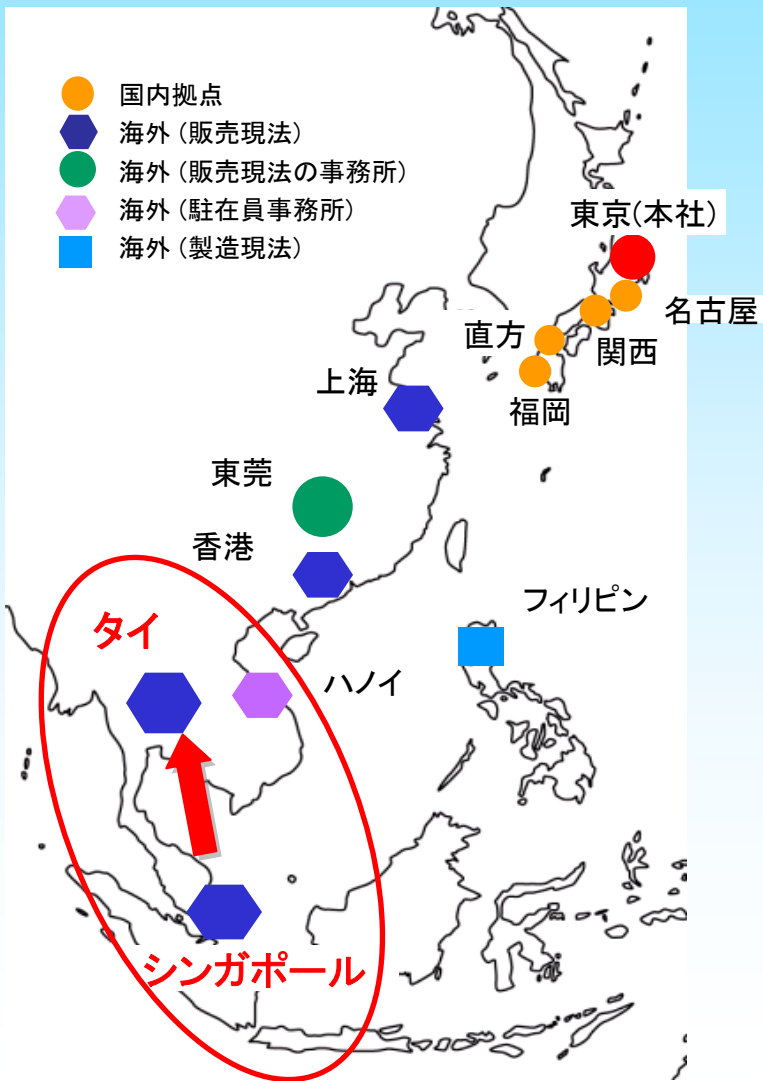 国内拠点
海外（販売現法）
海外（販売現法の事務所）
海外（駐在員事務所）
海外（製造現法）
東京(本社)
名古屋
直方
関西
上海
福岡
東莞
香港
フィリピン
タイ
ハノイ
シンガポール